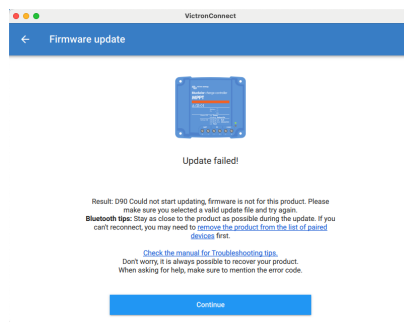 VictronConnect
Firmware update
Update failed!
Result: D90 Could not start updating, firmware is not for this product. Please
make sure you selected a valid update file and try again.
Bluetooth tips: Stay as close to the product as possible during the update. If you
can't reconnect, you may need to remove the product from the list of paired
devices first.
Check the manual for Troubleshooting tips.
Don't worry, it is always possible to recover your product.
When asking for help, make sure to mention the error code.
Continue